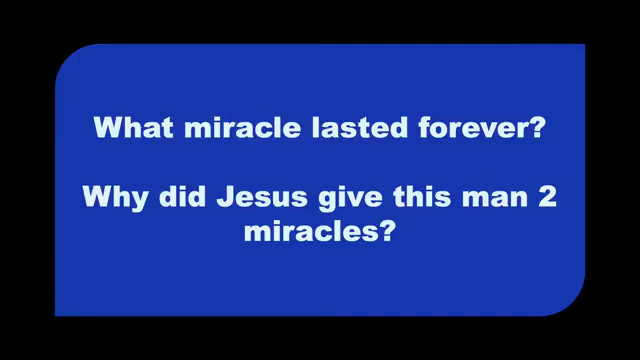 What miracle lasted forever?
Why did Jesus give this man 2
miracles?